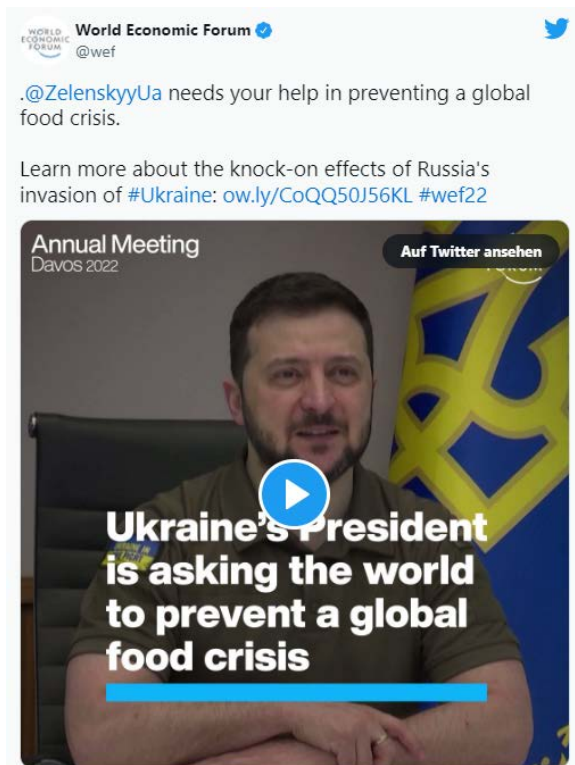 WORLD
ECONOMIC
FORUM
World Economic Forum
@wef
.@ZelenskyyUa needs your help in preventing a global
food crisis.
Learn more about the knock-on effects of Russia's
invasion of #Ukraine: ow.ly/CoQQ50J56KL #wef22
Annual Meeting
Davos 2022
Auf Twitter ansehen
FORUM
Ukraine's President
is asking the world
to prevent a global
food crisis